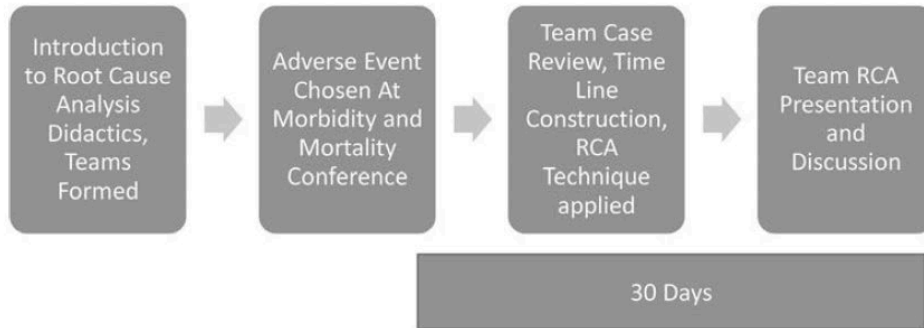 Introduction
to Root Cause
Analysis
Didactics,
Teams
Formed
Adverse Event
Chosen At
Morbidity and
Mortality
Conference
Team Case
Review, Time
Line
Construction,
RCA
Technique
applied
Team RCA
Presentation
and
Discussion
30 Days